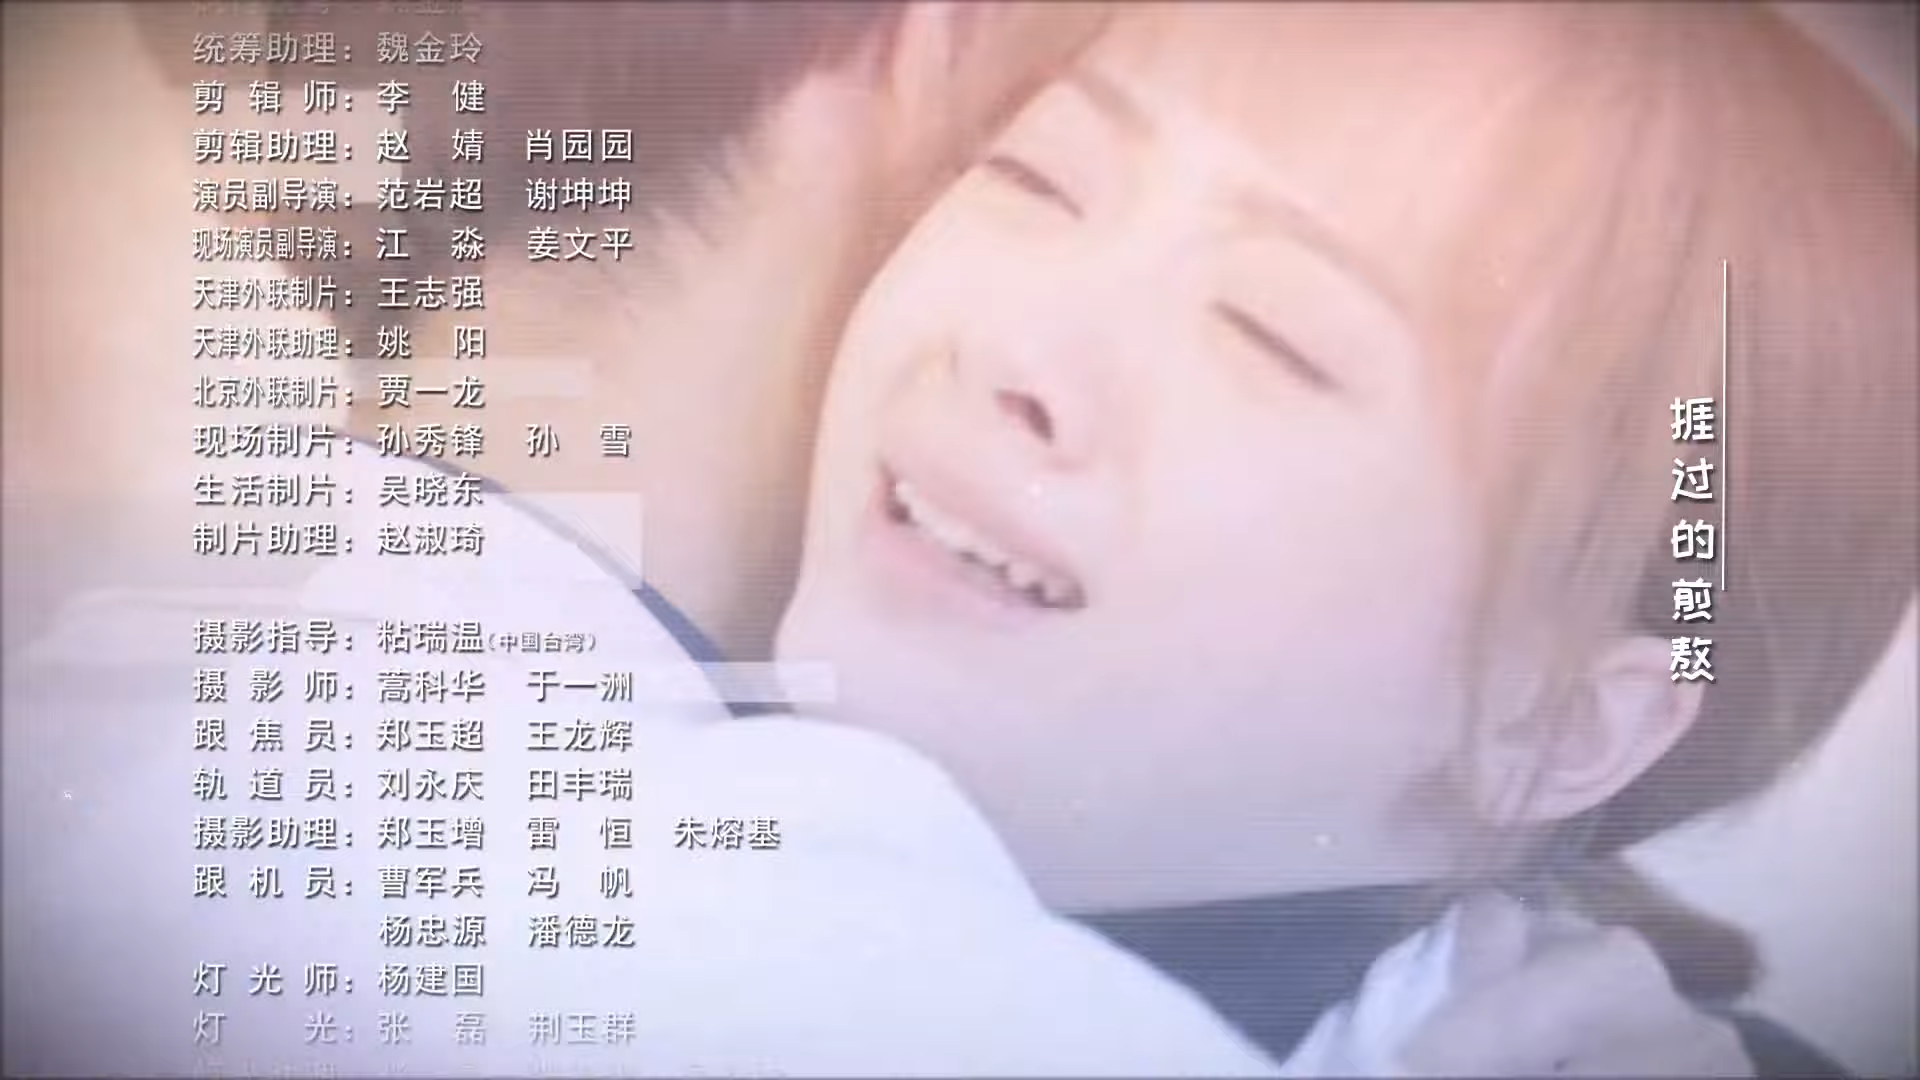 统筹助理：魏金玲
剪辑师：李健
剪辑助理：赵婧 肖园园
演员副导演：范岩超 谢坤坤
现场演员副导演：江淼 姜文平
天津外联制片：王志强
天津外联助理：姚阳
北京外联制片：贾一龙
现场制片：孙秀锋 孙雪
生活制片：吴晓东
制片助理：赵淑琦
摄影指导：粘瑞温（中国台湾）
摄影师：蒿科华 于一洲
跟焦员：郑玉超 王龙辉
轨道员：刘永庆 田丰瑞
摄影助理：郑玉增 雷恒 朱熔基
跟机员：曹军兵 冯帆
杨忠源 潘德龙
灯光师：杨建国
灯光：张磊 荆玉群
捱过的煎熬